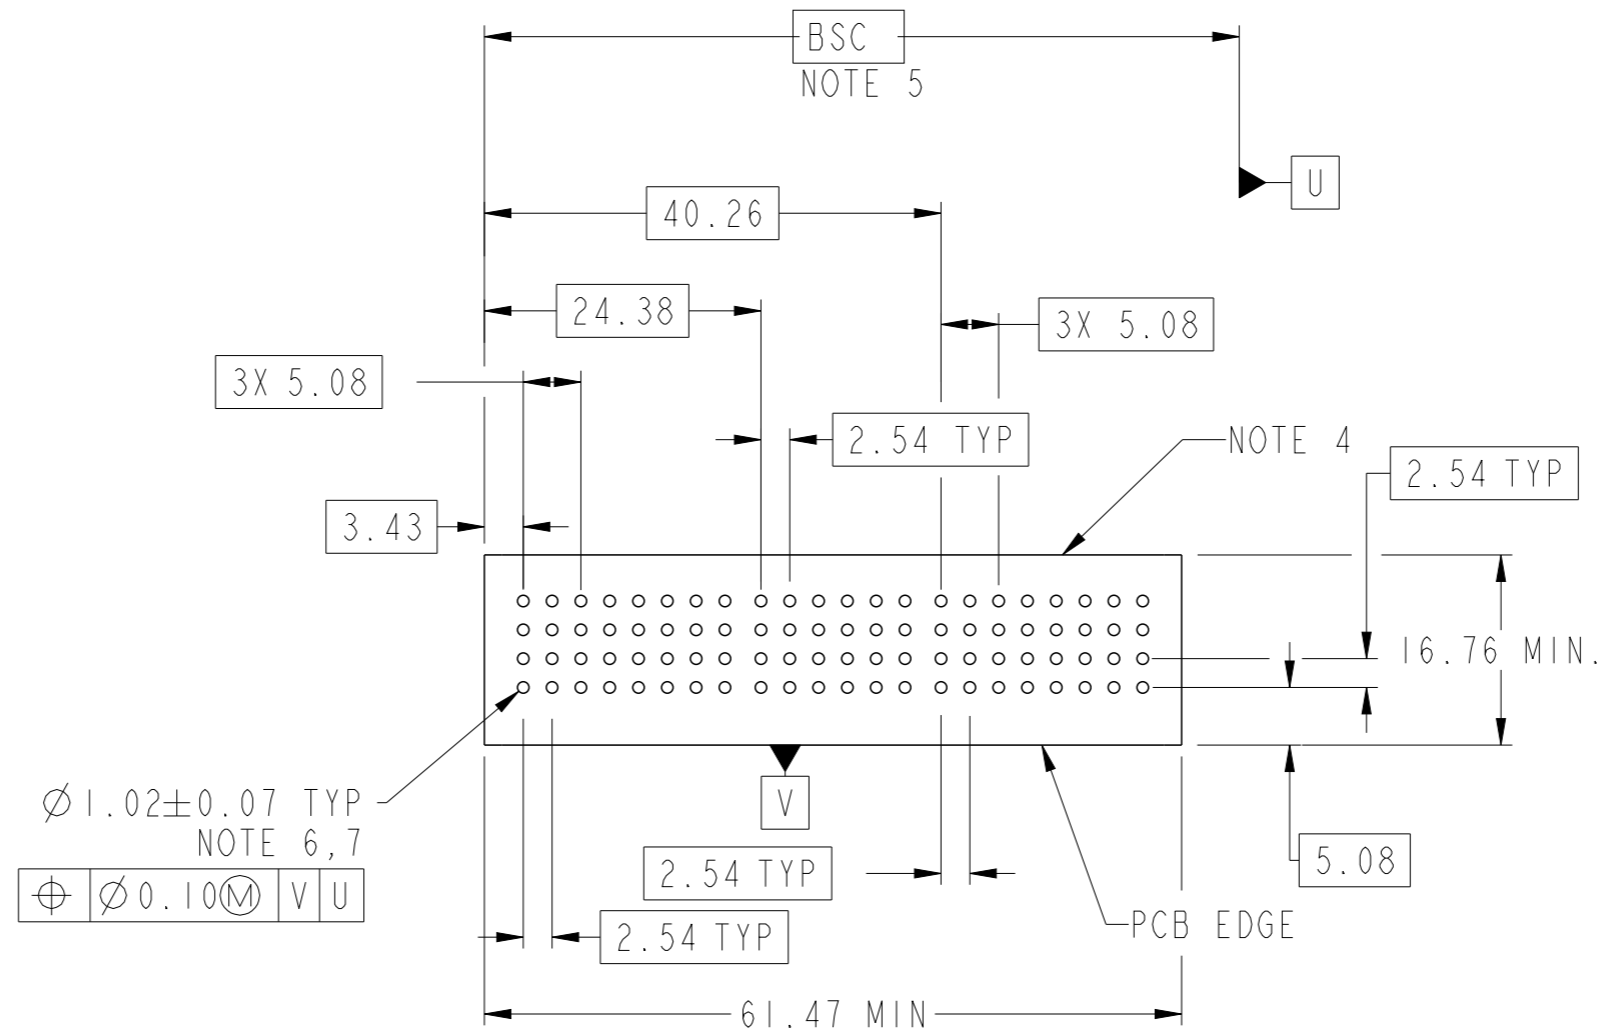 BSC
NOTE 5
U
40.26
24.38
3X 5.08
3X 5.08
2.54 TYP
NOTE 4
2.54 TYP
3.43
16.76 MIN.
Ø1.02±0.07 TYP
NOTE 6,7
⌖ Ø0.10Ⓜ V U
V
2.54 TYP
5.08
2.54 TYP
PCB EDGE
61.47 MIN